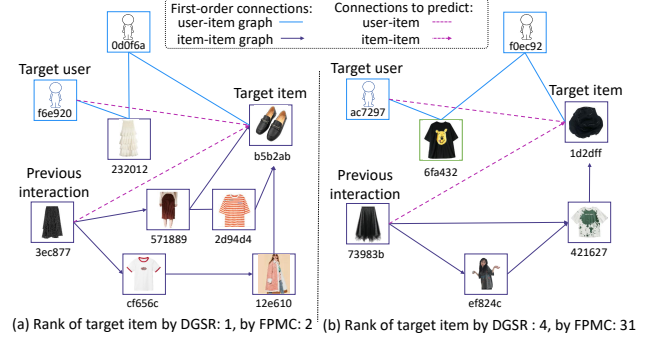 First-order connections:
user-item graph
item-item graph
Connections to predict:
user-item
item-item
0d0f6a
Target user
f6e920
232012
Target item
b5b2ab
Previous
interaction
3ec877
571889
2d94d4
cf656c
12e610
(a) Rank of target item by DGSR: 1, by FPMC: 2
f0ec92
Target user
ac7297
6fa432
Target item
1d2dff
Previous
interaction
73983b
421627
ef824c
(b) Rank of target item by DGSR : 4, by FPMC: 31